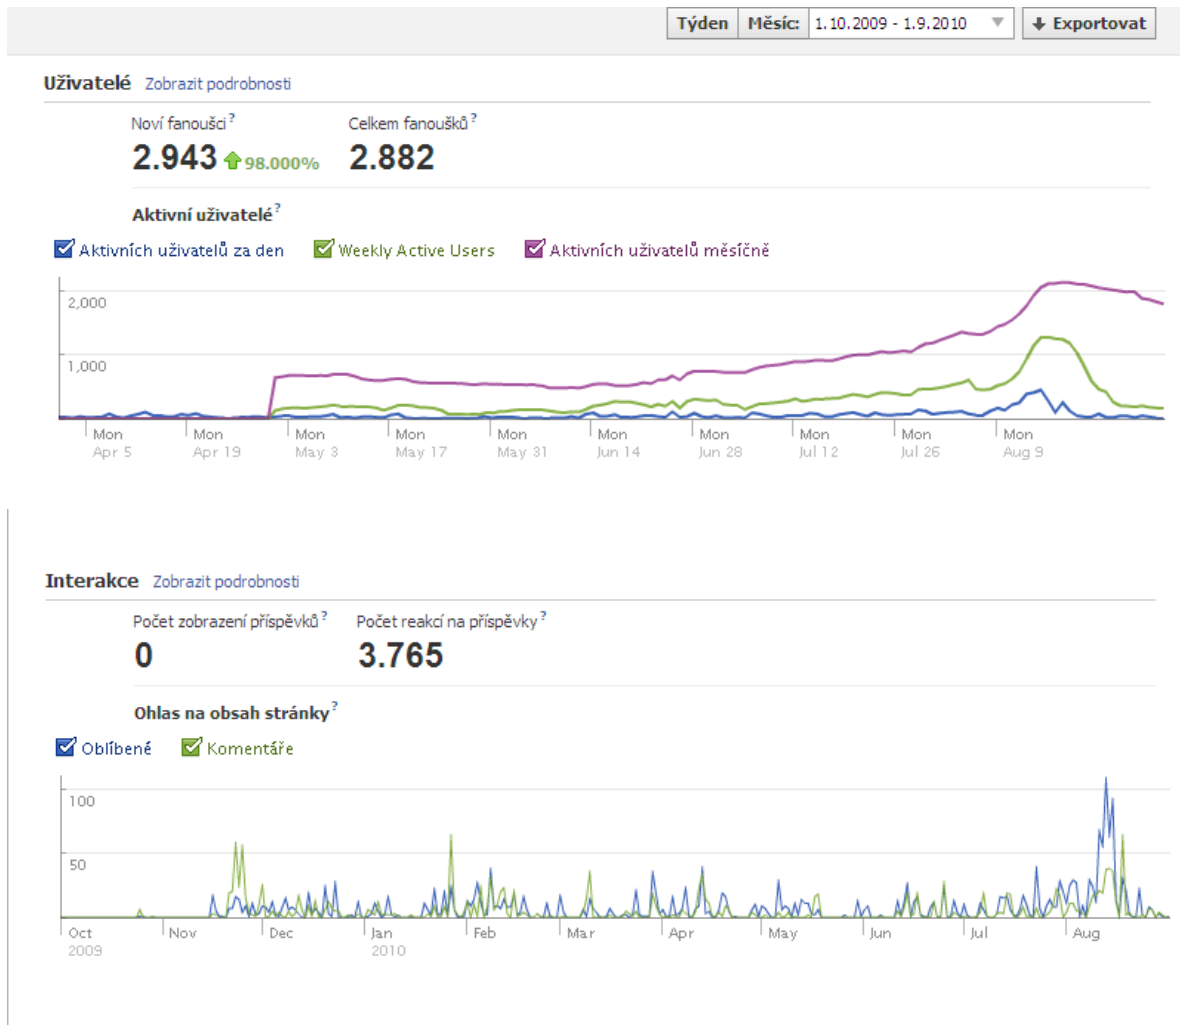 Týden Měsíc: 1.10.2009 - 1.9.2010 Exportovat
Uživatelé Zobrazit podrobnosti
Noví fanoušci? Celkem fanoušků?
2.943 98.000% 2.882
Aktivní uživatelé?
Aktivních uživatelů za den Weekly Active Users Aktivních uživatelů měsíčně
2,000
1,000
Mon Mon Mon Mon Mon Mon Mon Mon Mon Mon
Apr 5 Apr 19 May 3 May 17 May 31 Jun 14 Jun 28 Jul 12 Jul 26 Aug 9
Interakce Zobrazit podrobnosti
Počet zobrazení příspěvků? Počet reakcí na příspěvky?
0 3.765
Ohlas na obsah stránky?
Oblíbené Komentáře
100
50
Oct Nov Dec Jan Feb Mar Apr May Jun Jul Aug
2009 2010